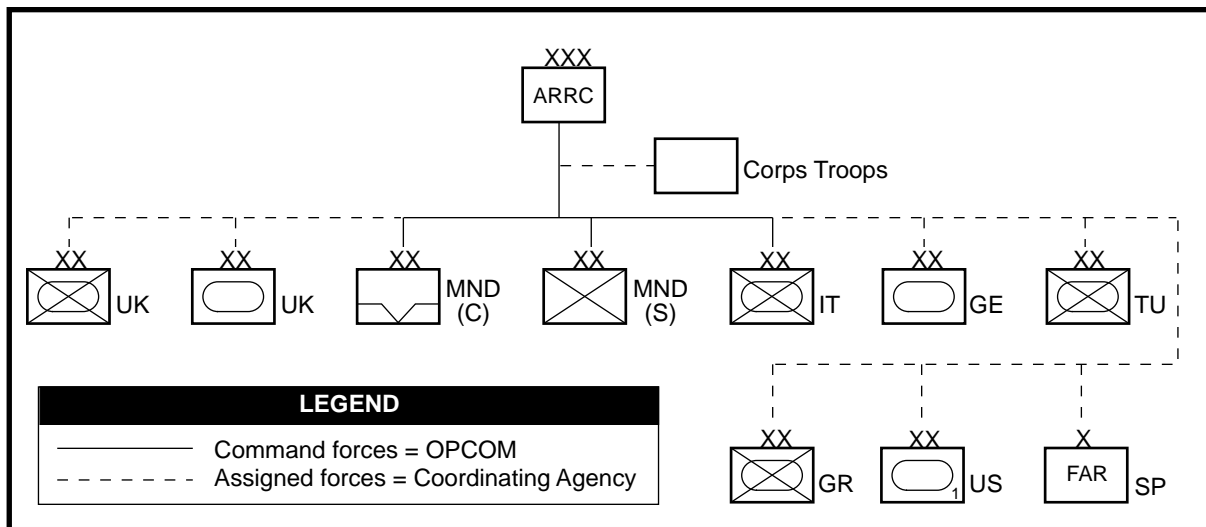 XXX
ARRC
Corps Troops
XX XX XX XX XX XX XX
UK UK MND (C) MND (S) IT GE TU
LEGEND
Command forces = OPCOM
Assigned forces = Coordinating Agency
XX XX X
GR 1 US FAR SP